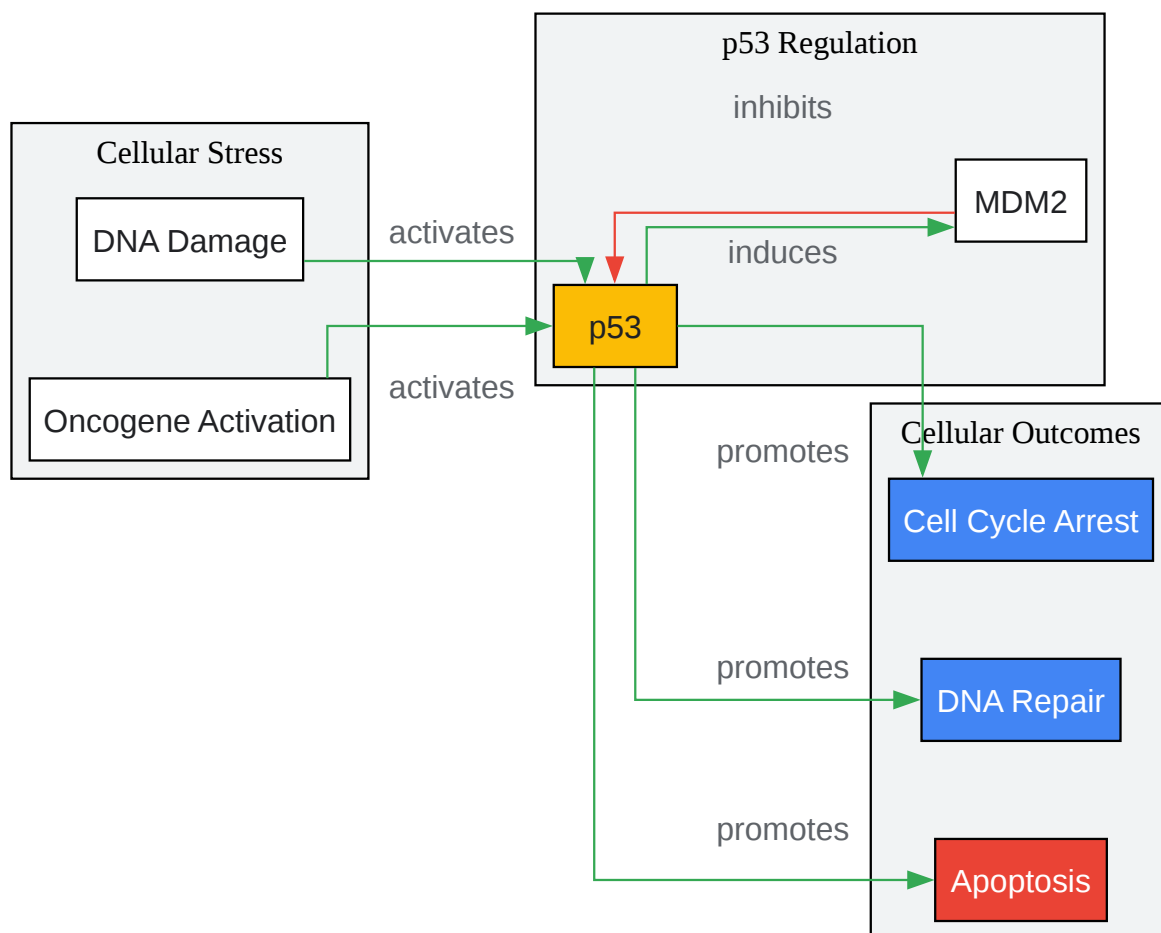 p53 Regulation
inhibits
Cellular Stress
MDM2
DNA Damage
activates
induces
p53
activates
Oncogene Activation
Cellular Outcomes
promotes
Cell Cycle Arrest
promotes
DNA Repair
promotes
Apoptosis